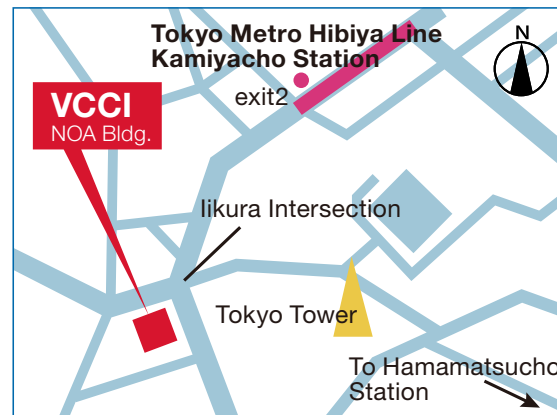 Tokyo Metro Hibiya Line
Kamiyacho Station
N
exit2
VCCI
NOA Bldg.
Iikura Intersection
Tokyo Tower
To Hamamatsucho
Station